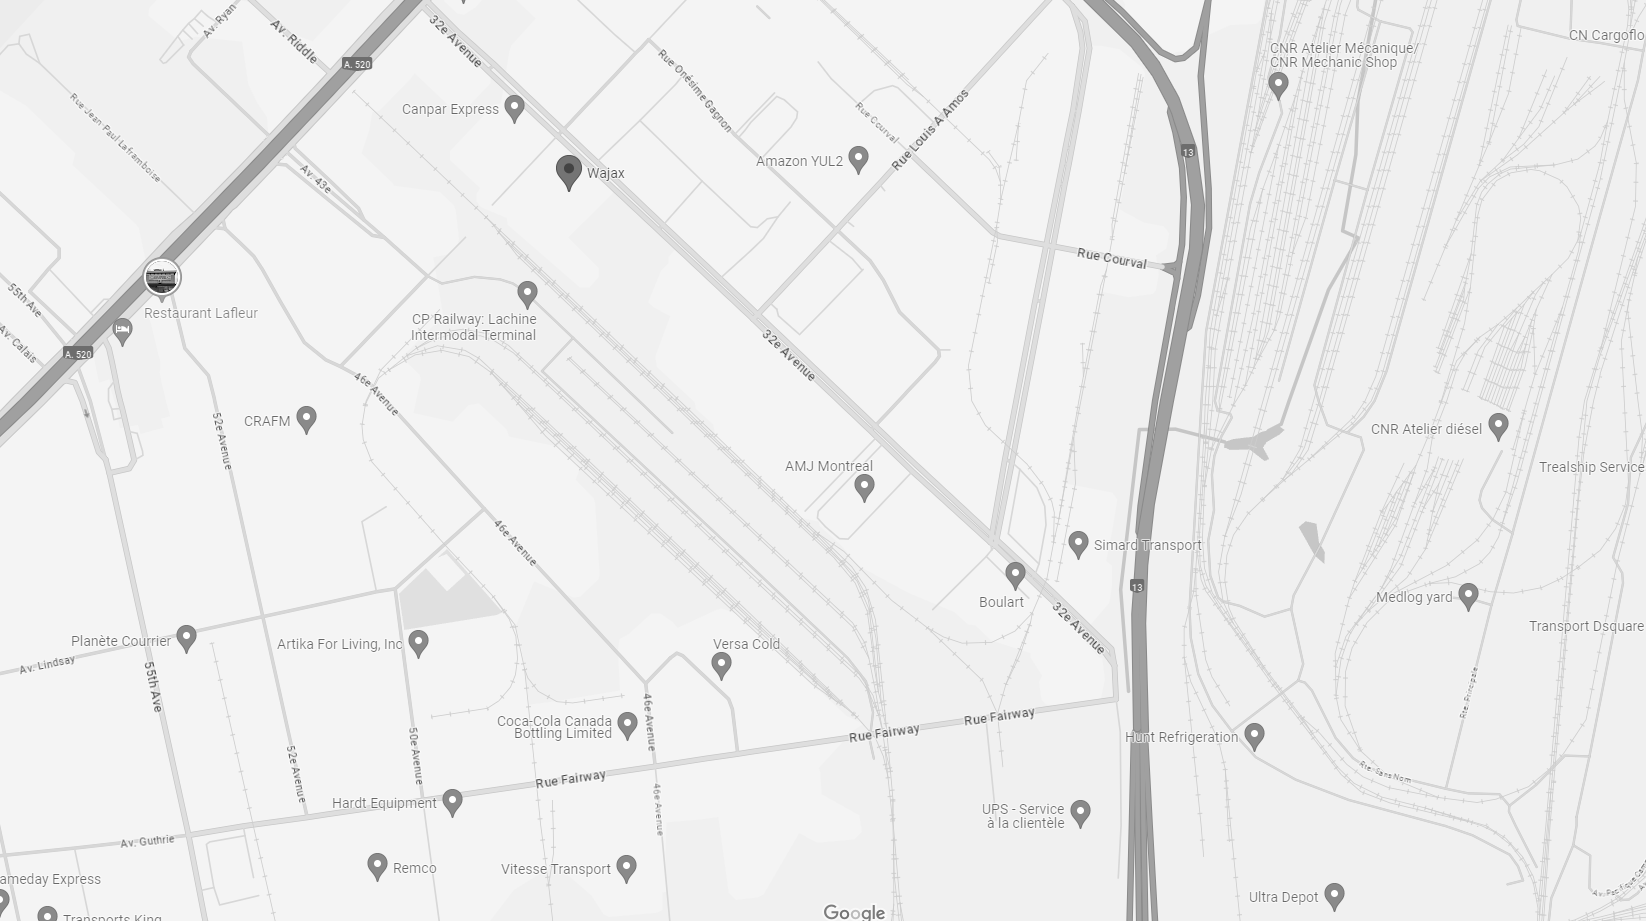 Av. Ryan
Av. Riddle
A. 520
32e Avenue
CNR Atelier Mécanique/
CNR Mechanic Shop
CN Cargoflo
Rue Jean Paul Laframboise
Canpar Express
Rue Onésime Gagnon
Rue Courval
Rue Louis A Amos
Amazon YUL2
13
Wajax
Av. 43e
Rue Courval
55th Ave
Restaurant Lafleur
CP Railway: Lachine
Intermodal Terminal
32e Avenue
Av. Calais
A. 520
46e Avenue
CRAFM
52e Avenue
CNR Atelier diésel
AMJ Montreal
Trealship Service
46e Avenue
Simard Transport
13
Boulart
32e Avenue
Medlog yard
Transport Dsquare
Planète Courrier
Artika For Living, Inc
Versa Cold
Av. Lindsay
55th Ave
46e Avenue
Rte. Principale
Coca-Cola Canada
Bottling Limited
Rue Fairway
Rue Fairway
Hunt Refrigeration
50e Avenue
52e Avenue
Rue Fairway
Rte. Sans Nom
46e Avenue
Hardt Equipment
UPS - Service
à la clientèle
Av. Guthrie
Remco
Vitesse Transport
ameday Express
Ultra Depot
Transports King
Google